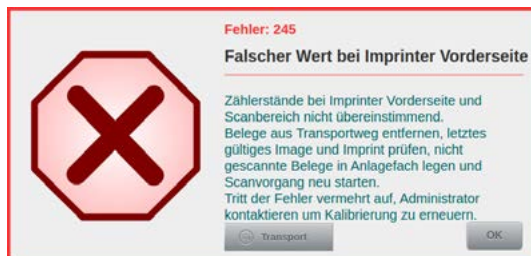 Fehler: 245
Falscher Wert bei Imprinter Vorderseite
Zählerstände bei Imprinter Vorderseite und
Scanbereich nicht übereinstimmend.
Belege aus Transportweg entfernen, letztes
gültiges Image und Imprint prüfen, nicht
gescannte Belege in Anlagefach legen und
Scanvorgang neu starten.
Tritt der Fehler vermehrt auf, Administrator
kontaktieren um Kalibrierung zu erneuern.
Transport
OK